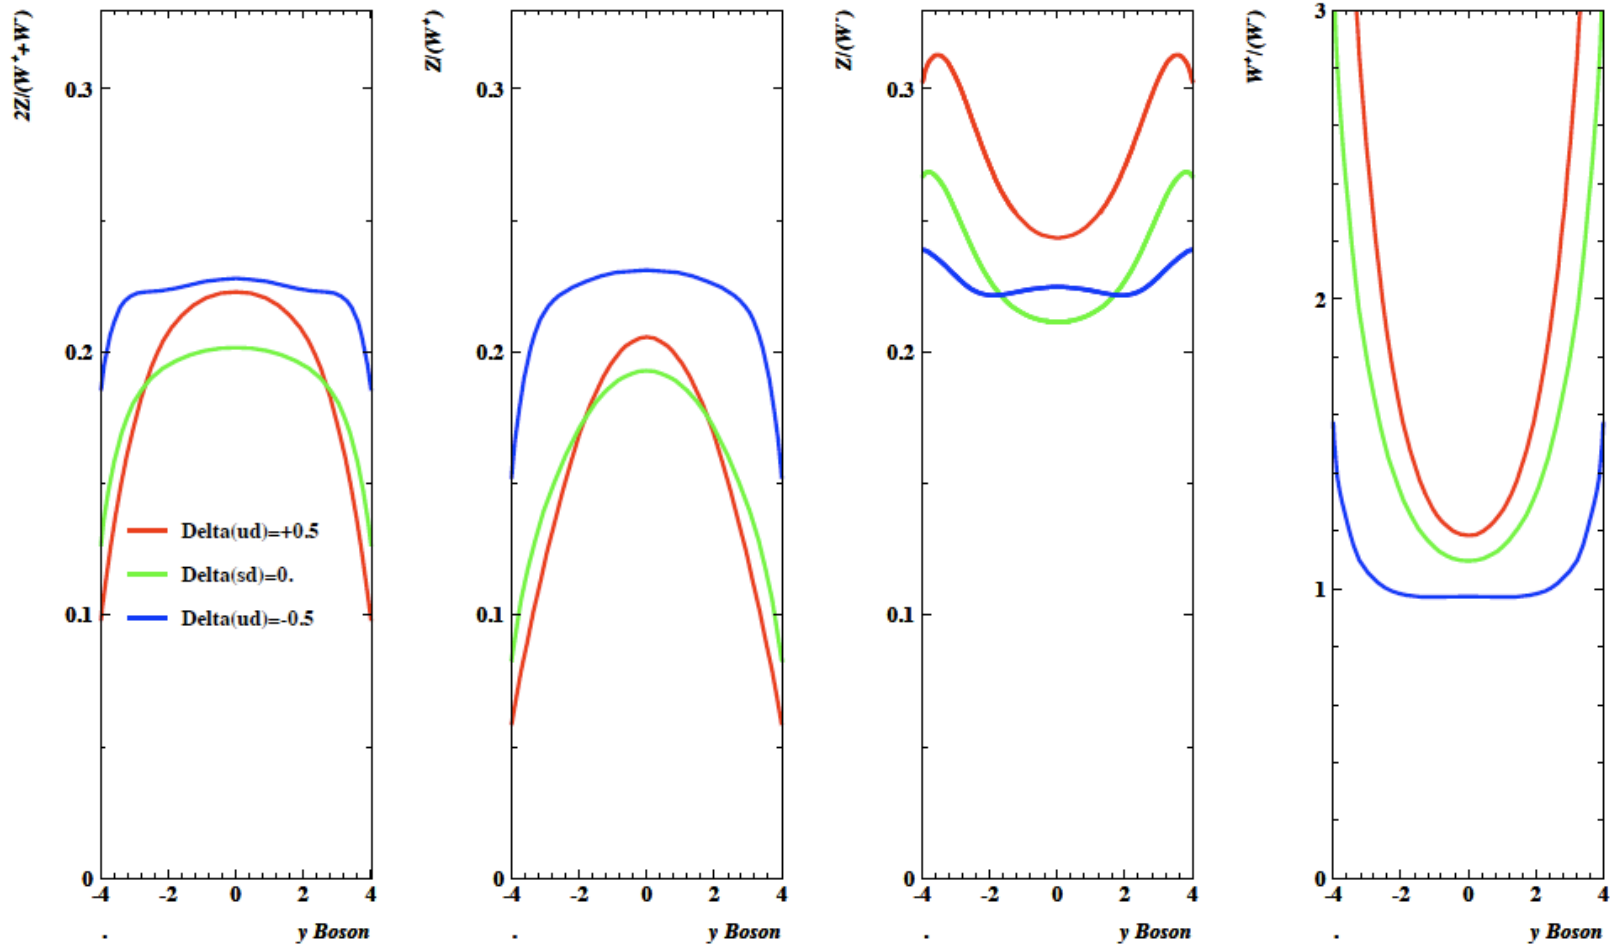 2Z/(W⁺+W⁻)
0.3
0.2
0.1
0
-4 -2 0 2 4
y Boson
Delta(ud)=+0.5
Delta(sd)=0.
Delta(ud)=-0.5
Z/(W⁺)
0.3
0.2
0.1
0
-4 -2 0 2 4
y Boson
Z/(W⁻)
0.3
0.2
0.1
0
-4 -2 0 2 4
y Boson
W⁺/(W⁻)
3
2
1
0
-4 -2 0 2 4
y Boson